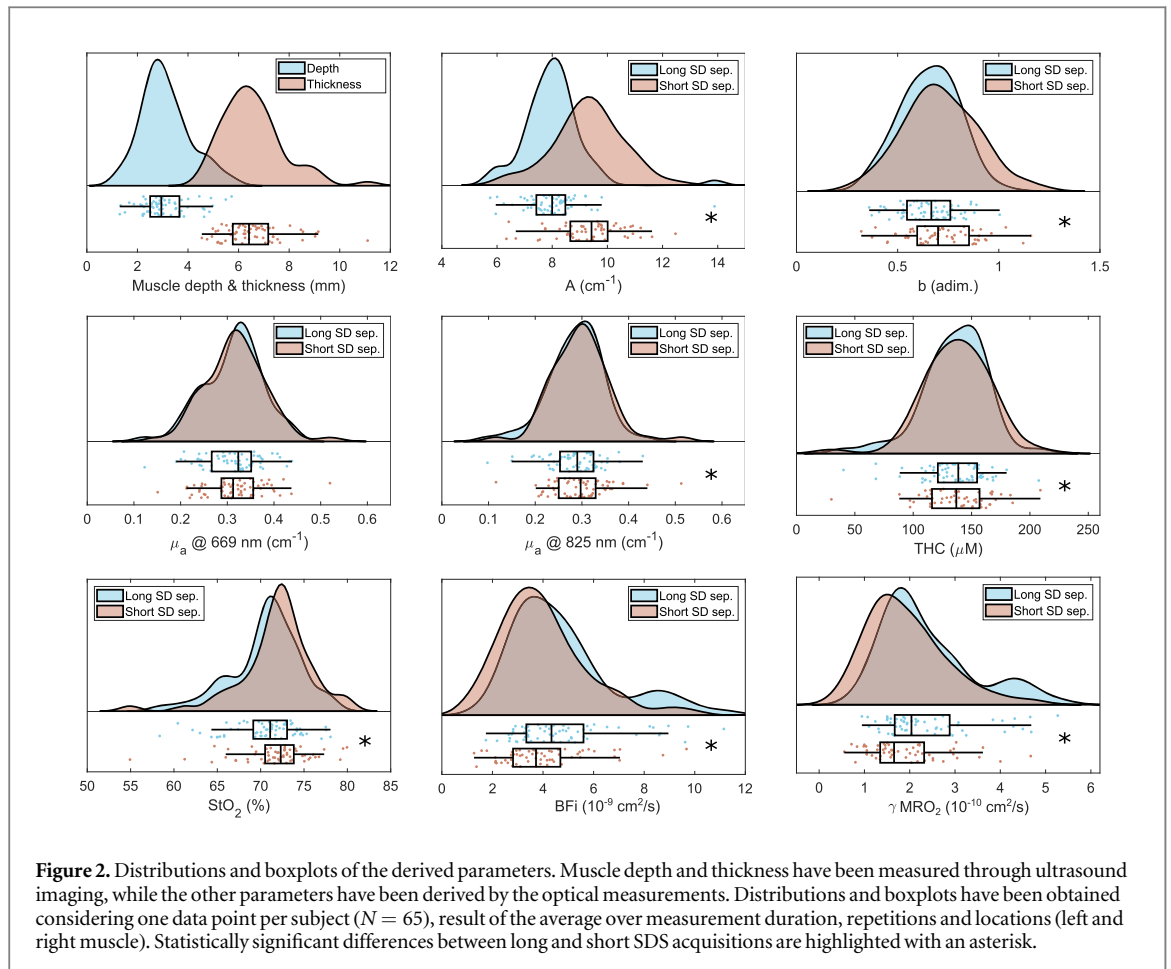 Depth
Thickness
0 2 4 6 8 10 12
Muscle depth & thickness (mm)
Long SD sep.
Short SD sep.
*
4 6 8 10 12 14
A (cm⁻¹)
Long SD sep.
Short SD sep.
*
0 0.5 1 1.5
b (adim.)
Long SD sep.
Short SD sep.
0 0.1 0.2 0.3 0.4 0.5 0.6
μₐ @ 669 nm (cm⁻¹)
Long SD sep.
Short SD sep.
*
0 0.1 0.2 0.3 0.4 0.5 0.6
μₐ @ 825 nm (cm⁻¹)
Long SD sep.
Short SD sep.
*
0 50 100 150 200 250
THC (μM)
Long SD sep.
Short SD sep.
*
50 55 60 65 70 75 80 85
StO₂ (%)
Long SD sep.
Short SD sep.
*
0 2 4 6 8 10 12
BFi (10⁻⁹ cm²/s)
Long SD sep.
Short SD sep.
*
0 1 2 3 4 5 6
γ MRO₂ (10⁻¹⁰ cm²/s)
Figure 2. Distributions and boxplots of the derived parameters. Muscle depth and thickness have been measured through ultrasound
imaging, while the other parameters have been derived by the optical measurements. Distributions and boxplots have been obtained
considering one data point per subject (N = 65), result of the average over measurement duration, repetitions and locations (left and
right muscle). Statistically significant differences between long and short SDS acquisitions are highlighted with an asterisk.